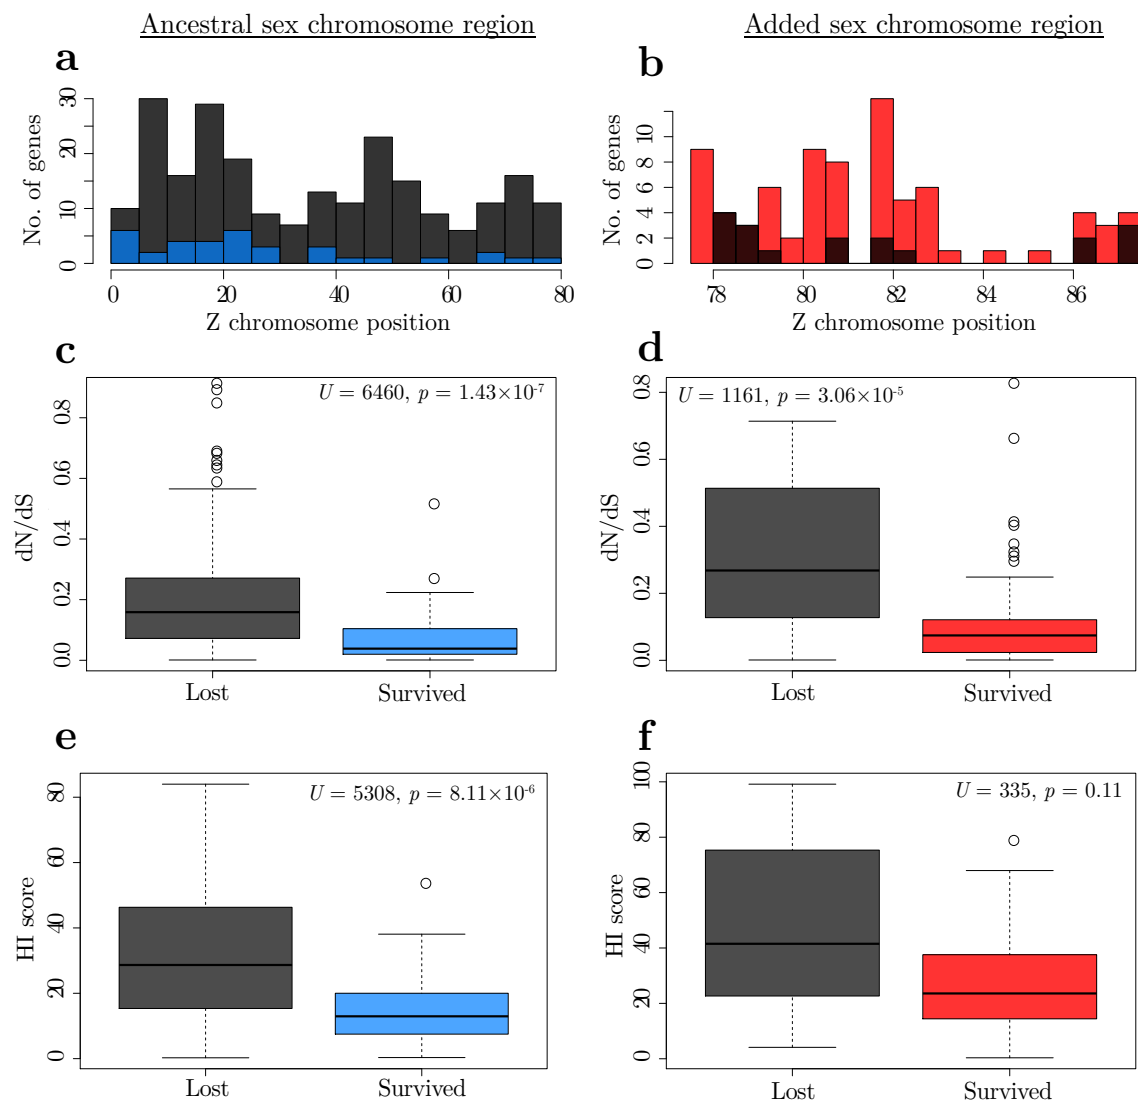 Ancestral sex chromosome region
Added sex chromosome region
a
No. of genes
0 10 20 30
0 20 40 60 80
Z chromosome position
b
No. of genes
0 2 4 6 8 10
78 80 82 84 86
Z chromosome position
c
U = 6460, p = 1.43×10-7
dN/dS
0.0 0.2 0.4 0.6 0.8
Lost Survived
d
U = 1161, p = 3.06×10-5
dN/dS
0.0 0.2 0.4 0.6 0.8
Lost Survived
e
U = 5308, p = 8.11×10-6
HI score
0 20 40 60 80
Lost Survived
f
U = 335, p = 0.11
HI score
0 20 40 60 80 100
Lost Survived